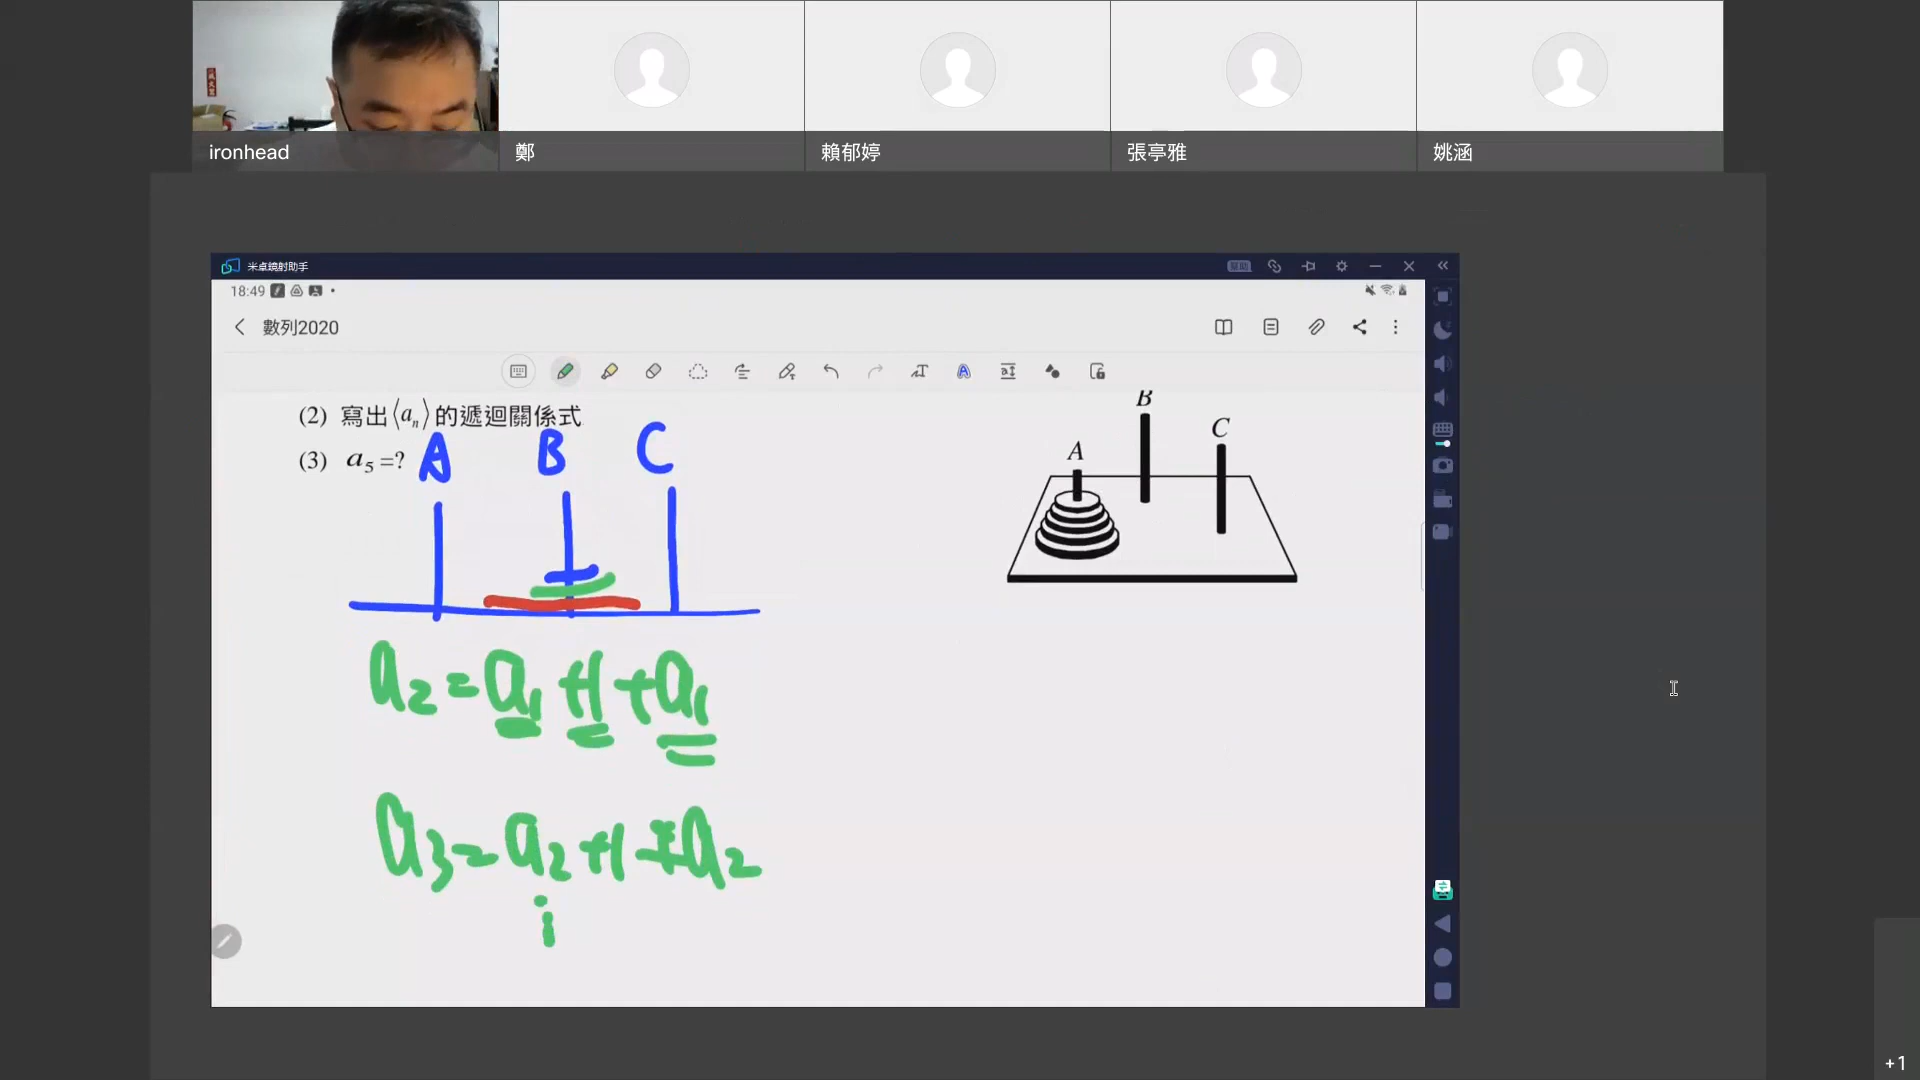 ironhead
鄭
賴郁婷
張亭雅
姚涵
米卓鏡射助手
18:49
數列2020
(2) 寫出⟨aₙ⟩的遞迴關係式
(3) a₅=?
A B C
B
C
A
a₂=a₁+1+a₁
a₃=a₂+1+a₂
+1